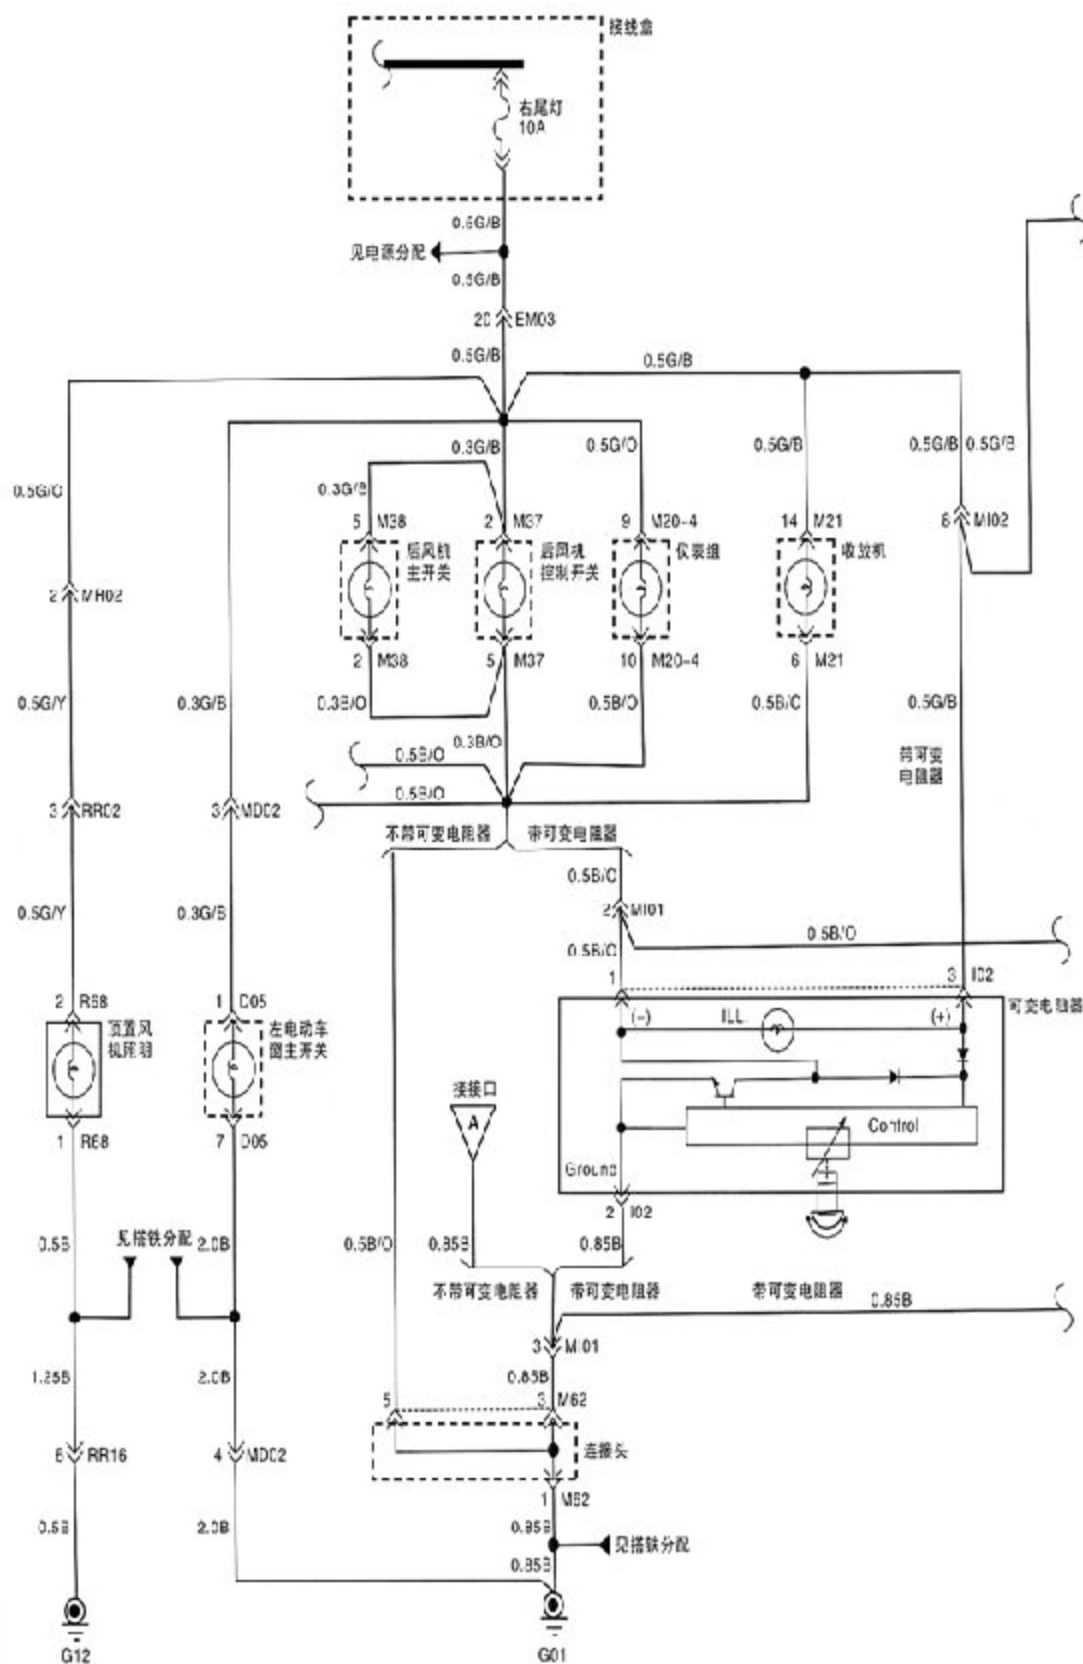 接线盒
右尾灯
10A
0.5G/B
见电源分配
0.5G/B
20 EM03
0.5G/B
0.5G/B
0.3G/B
0.5G/O
0.5G/B
0.5G/B
0.5G/B
0.5G/O
0.3G/B
5 M38
2 M37
9 M20-4
14 M21
8 MI02
后风机
主开关
后风机
控制开关
仪表组
收放机
2 MR02
2 M38
5 M37
10 M20-4
6 M21
0.5G/Y
0.3G/B
0.3B/O
0.5B/O
0.5B/O
0.5G/B
0.3B/O
0.5B/O
带可变
电阻器
0.5B/O
3 RR02
3 MD02
不带可变电阻器
带可变电阻器
0.5B/O
0.5G/Y
0.3G/B
2 MI01
0.5B/O
0.5B/O
1
3 I02
2 R68
1 D05
可变电阻器
顶置风
机照明
左电动车
窗主开关
(-)
ILL.
(+)
接接口
A
Control
1 R68
7 D05
Ground
2 I02
0.5B
见搭铁分配
2.0B
0.5B/O
0.85B
0.85B
不带可变电阻器
带可变电阻器
带可变电阻器
0.85B
3 MI01
1.25B
2.0B
0.85B
5
3 M62
6 RR16
4 MD02
连接头
1 M62
0.5B
2.0B
0.85B
见搭铁分配
0.85B
G12
G01